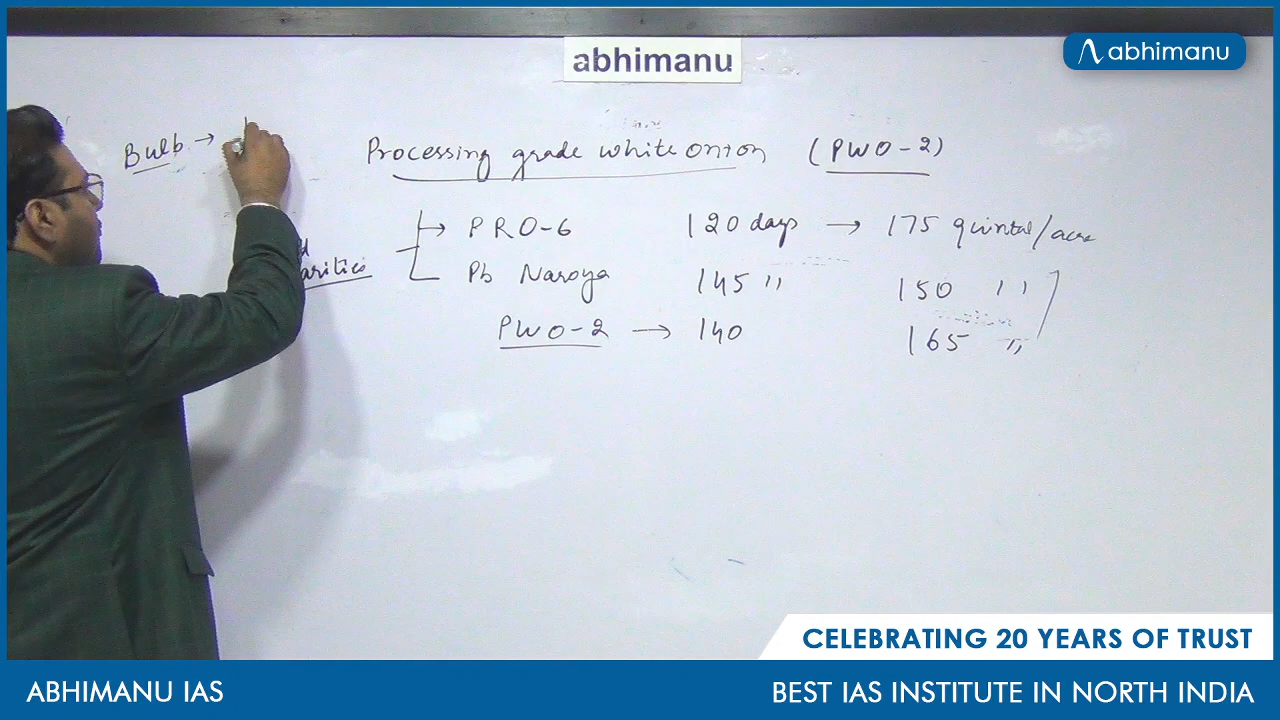 abhimanu
abhimanu
Bulb →
Processing grade white onion (PWO-2)
PRO-6 120 days → 175 quintal/acre
Pb Naroya 145 ,, 150 ,,
PWO-2 → 140 165 ,,
CELEBRATING 20 YEARS OF TRUST
ABHIMANU IAS
BEST IAS INSTITUTE IN NORTH INDIA